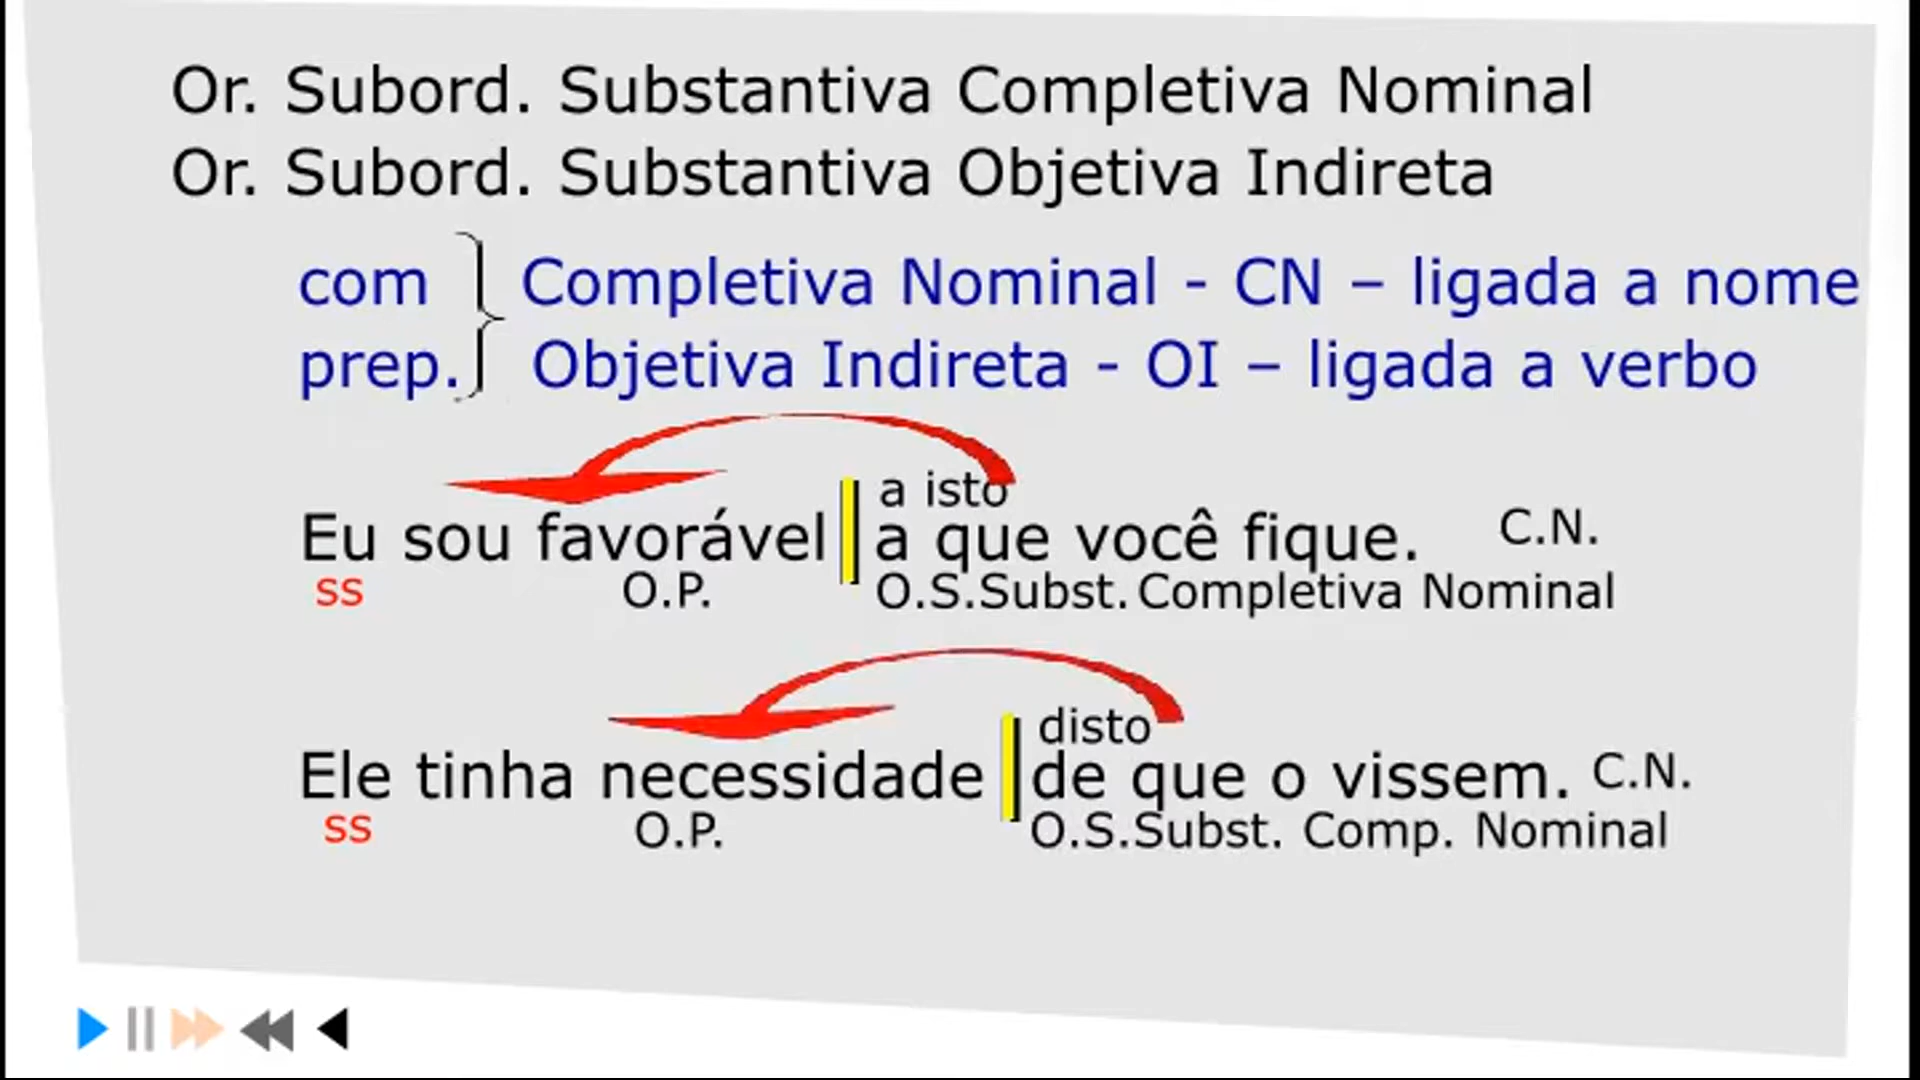 Or. Subord. Substantiva Completiva Nominal
Or. Subord. Substantiva Objetiva Indireta
com Completiva Nominal - CN – ligada a nome
prep. Objetiva Indireta - OI – ligada a verbo
a isto
Eu sou favorável a que você fique. C.N.
ss O.P. O.S.Subst. Completiva Nominal
disto
Ele tinha necessidade de que o vissem. C.N.
ss O.P. O.S.Subst. Comp. Nominal